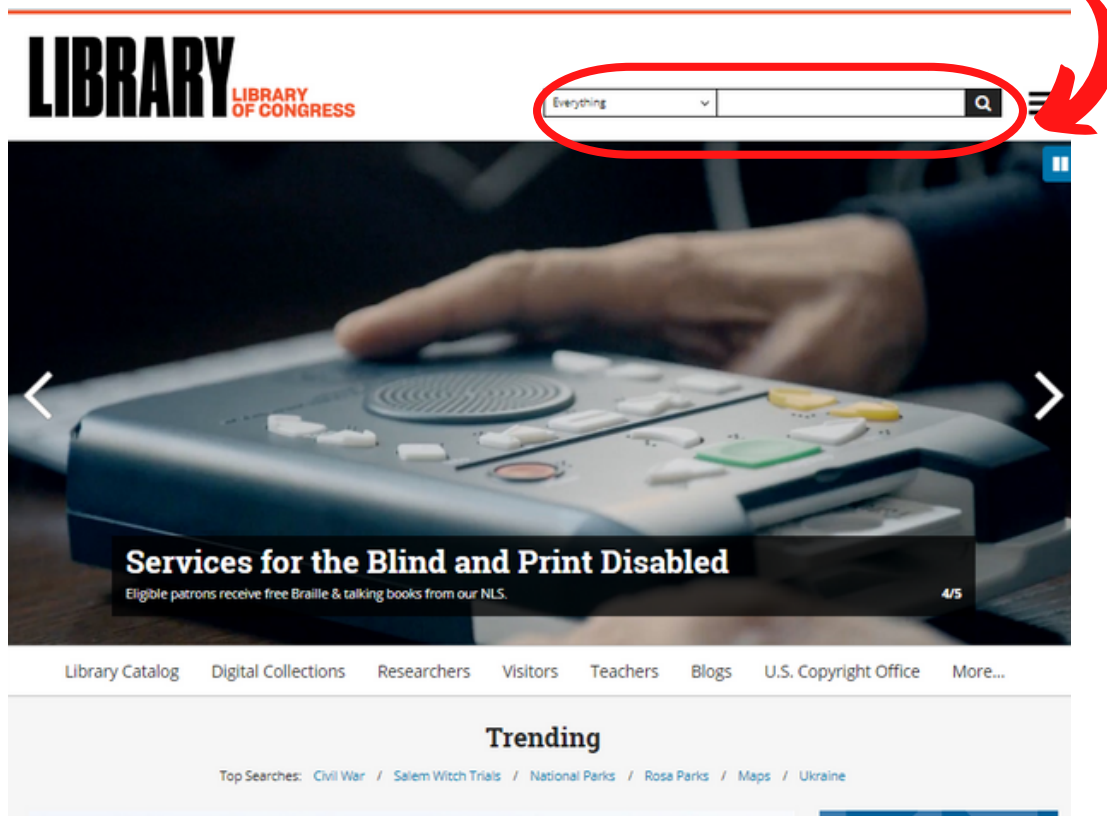 LIBRARY
LIBRARY
OF CONGRESS
Everything
Services for the Blind and Print Disabled
Eligible patrons receive free Braille & talking books from our NLS.
4/5
Library Catalog Digital Collections Researchers Visitors Teachers Blogs U.S. Copyright Office More...
Trending
Top Searches: Civil War / Salem Witch Trials / National Parks / Rosa Parks / Maps / Ukraine